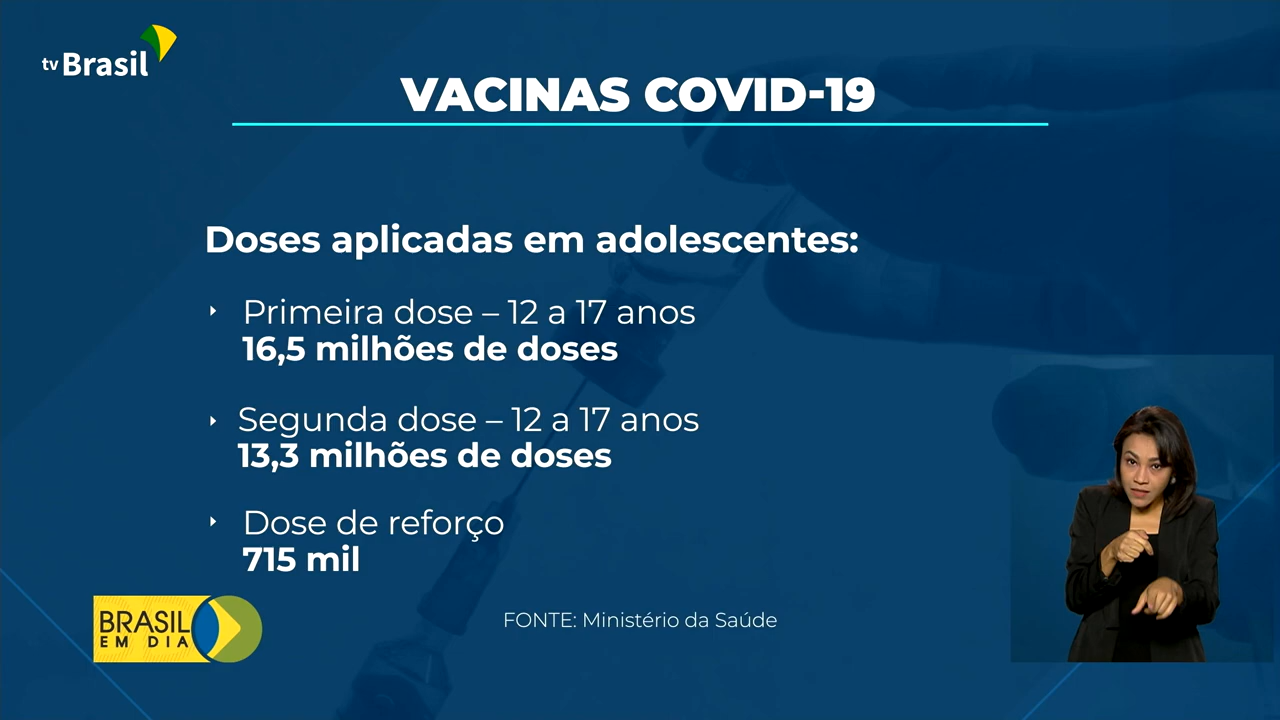 tv Brasil
VACINAS COVID-19
Doses aplicadas em adolescentes:
Primeira dose – 12 a 17 anos
16,5 milhões de doses
Segunda dose – 12 a 17 anos
13,3 milhões de doses
Dose de reforço
715 mil
BRASIL
EM DIA
FONTE: Ministério da Saúde